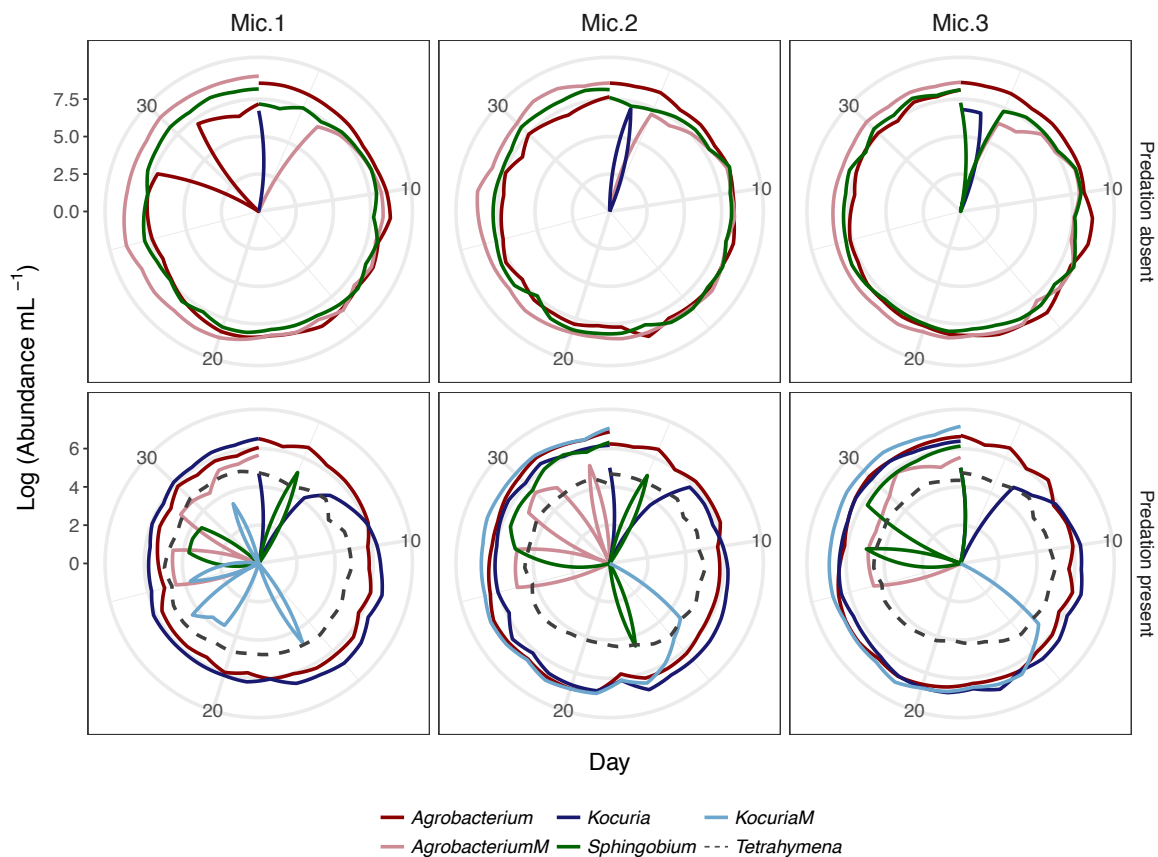 Mic.1 Mic.2 Mic.3
Log (Abundance mL⁻¹)
7.5
5.0
2.5
0.0
30 10 20
30 10 20
30 10 20
Predation absent
6
4
2
0
30 10 20
30 10 20
30 10 20
Predation present
Day
Agrobacterium Kocuria KocuriaM
AgrobacteriumM Sphingobium Tetrahymena